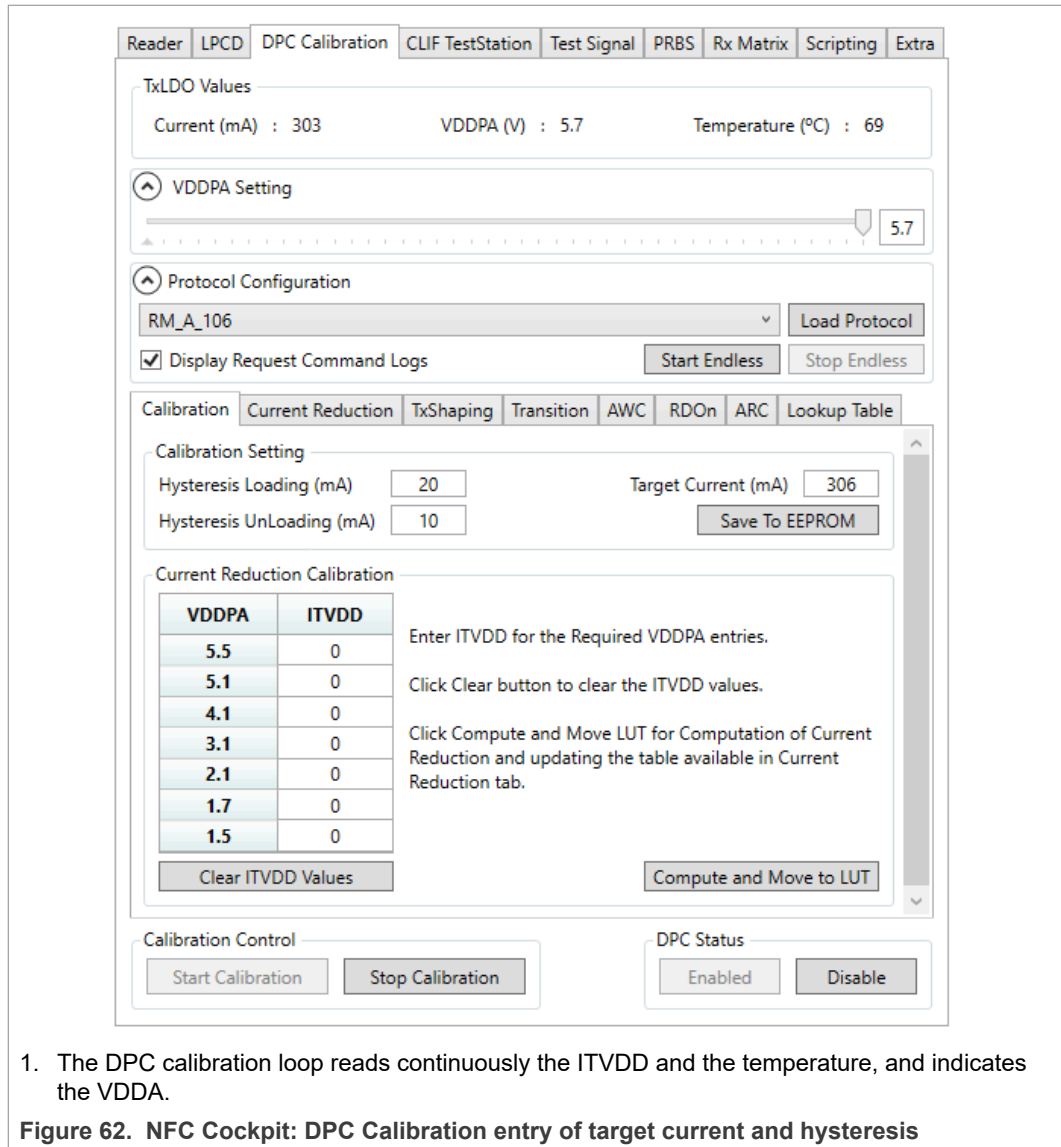 Reader LPCD DPC Calibration CLIF TestStation Test Signal PRBS Rx Matrix Scripting Extra
TxLDO Values
Current (mA) : 303 VDDPA (V) : 5.7 Temperature (ºC) : 69
VDDPA Setting
5.7
Protocol Configuration
RM_A_106 Load Protocol
Display Request Command Logs Start Endless Stop Endless
Calibration Current Reduction TxShaping Transition AWC RDOn ARC Lookup Table
Calibration Setting
Hysteresis Loading (mA) 20 Target Current (mA) 306
Hysteresis UnLoading (mA) 10 Save To EEPROM
Current Reduction Calibration
VDDPA ITVDD
5.5 0
5.1 0
4.1 0
3.1 0
2.1 0
1.7 0
1.5 0
Enter ITVDD for the Required VDDPA entries.
Click Clear button to clear the ITVDD values.
Click Compute and Move LUT for Computation of Current
Reduction and updating the table available in Current
Reduction tab.
Clear ITVDD Values Compute and Move to LUT
Calibration Control DPC Status
Start Calibration Stop Calibration Enabled Disable
1. The DPC calibration loop reads continuously the ITVDD and the temperature, and indicates
the VDDA.
Figure 62. NFC Cockpit: DPC Calibration entry of target current and hysteresis